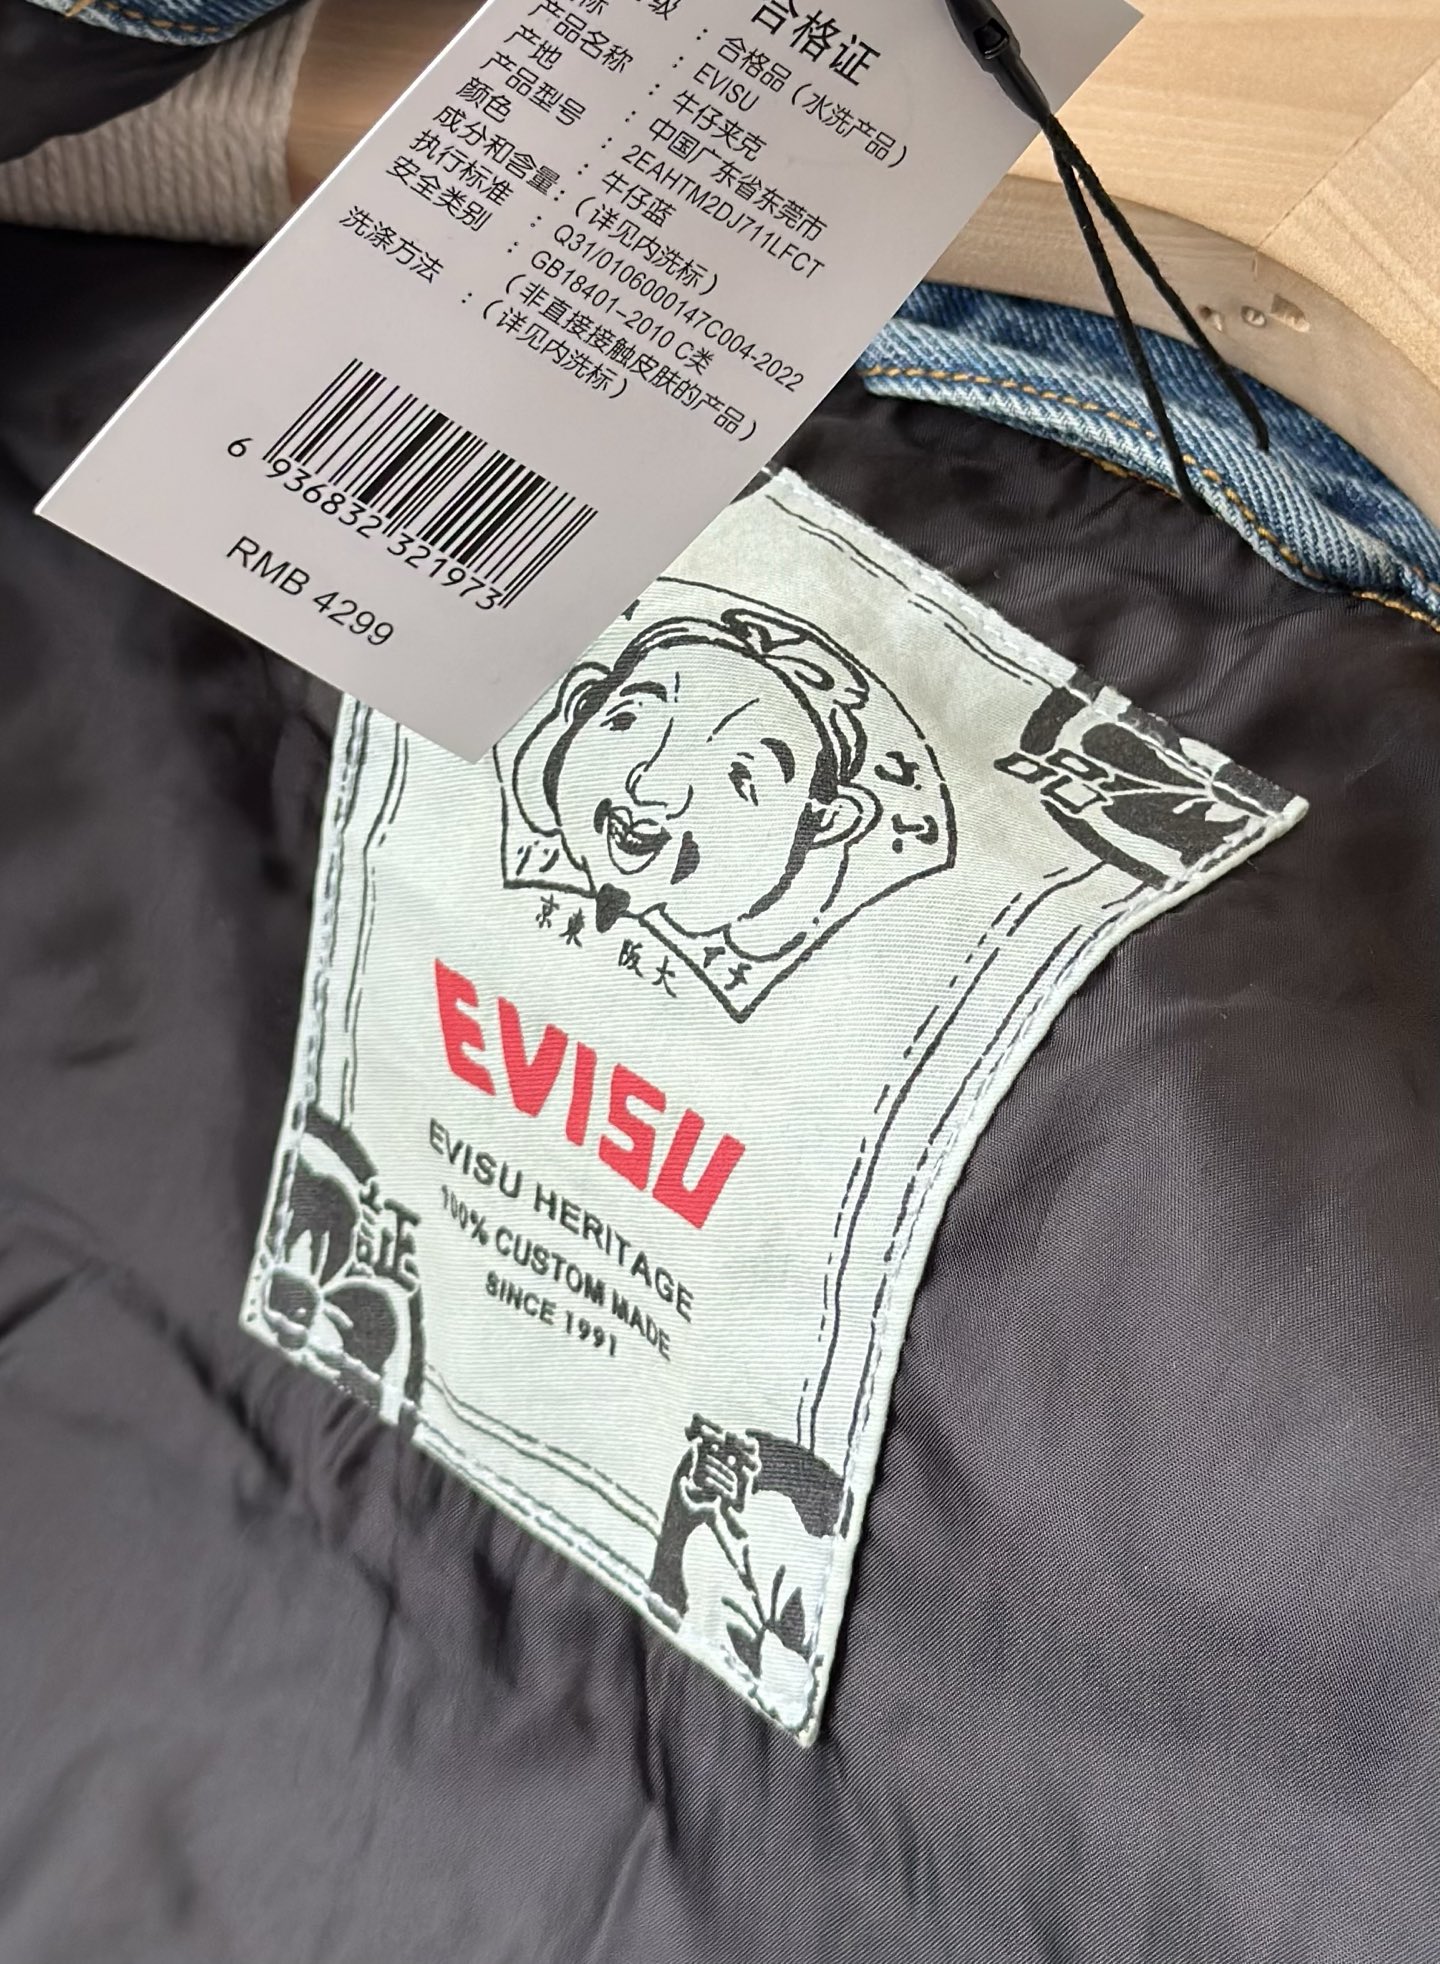 合格证
级：合格品（水洗产品）
标：EVISU
产品名称：牛仔夹克
产地：中国广东省东莞市
产品型号：2EAHTM2DJ711LFCT
颜色：牛仔蓝
成分和含量：（详见内洗标）
执行标准：Q31/0106000147C004-2022
安全类别：GB18401-2010 C类
（非直接接触皮肤的产品）
洗涤方法：（详见内洗标）
6 936832 321973
RMB 4299
品
京東 阪大
EVISU
EVISU HERITAGE
100% CUSTOM MADE
SINCE 1991
証
賣